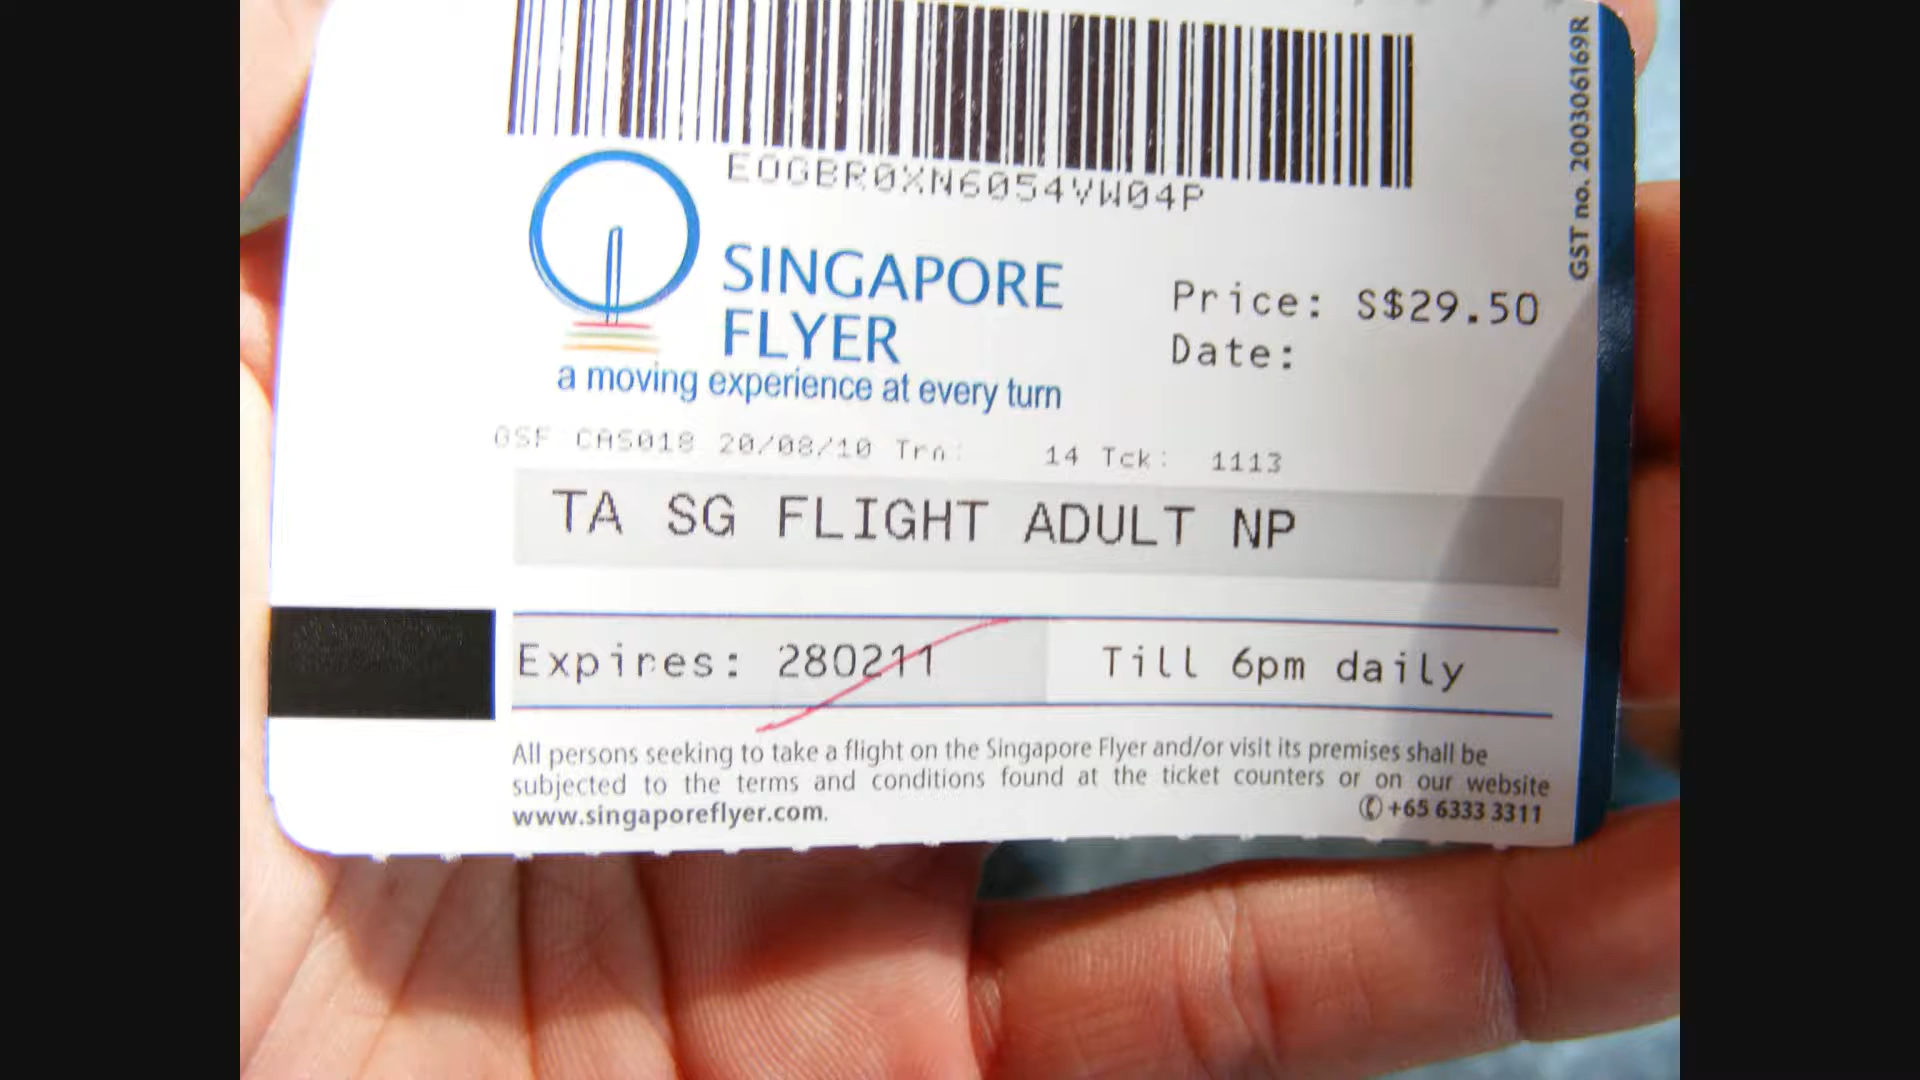 EOGBR0XN6054VW04P
GST no. 200306169R
SINGAPORE
FLYER
a moving experience at every turn
Price: S$29.50
Date:
GSF CAS018 20/08/10 Trn: 14 Tck: 1113
TA SG FLIGHT ADULT NP
Expires: 280211 Till 6pm daily
All persons seeking to take a flight on the Singapore Flyer and/or visit its premises shall be
subjected to the terms and conditions found at the ticket counters or on our website
www.singaporeflyer.com. ✆ +65 6333 3311